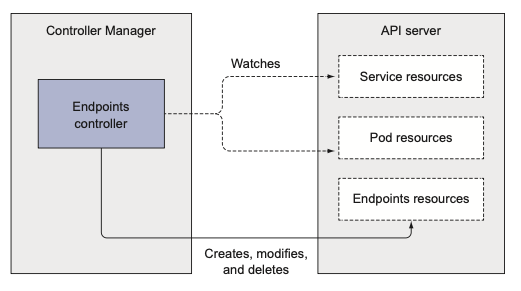 Controller Manager
API server
Watches
Service resources
Endpoints
controller
Pod resources
Endpoints resources
Creates, modifies,
and deletes